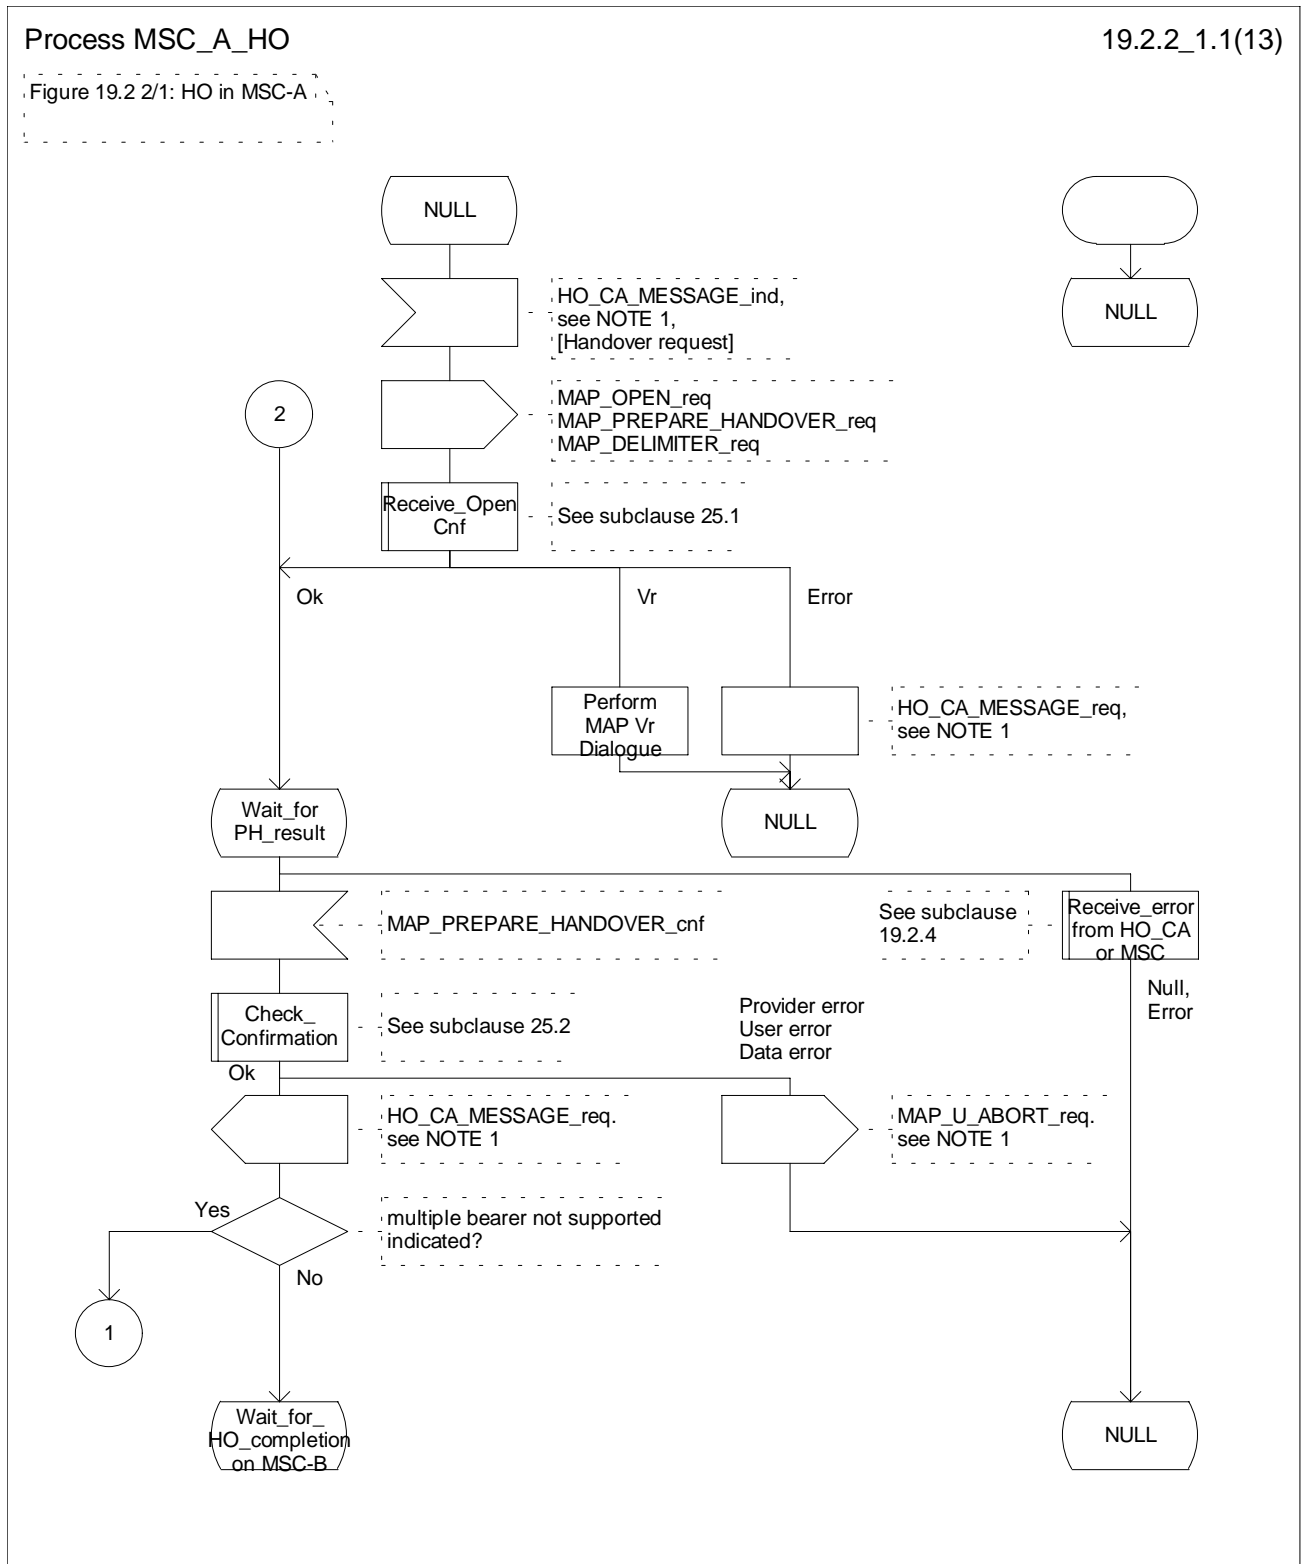 Process MSC_A_HO
19.2.2_1.1(13)
Figure 19.2 2/1: HO in MSC-A
NULL
HO_CA_MESSAGE_ind,
see NOTE 1,
[Handover request]
NULL
2
MAP_OPEN_req
MAP_PREPARE_HANDOVER_req
MAP_DELIMITER_req
Receive_Open
Cnf
See subclause 25.1
Ok
Vr
Error
Perform
MAP Vr
Dialogue
HO_CA_MESSAGE_req,
see NOTE 1
Wait_for
PH_result
NULL
MAP_PREPARE_HANDOVER_cnf
See subclause
19.2.4
Receive_error
from HO_CA
or MSC
Null,
Error
Check_
Confirmation
See subclause 25.2
Provider error
User error
Data error
Ok
HO_CA_MESSAGE_req.
see NOTE 1
MAP_U_ABORT_req.
see NOTE 1
Yes
multiple bearer not supported
indicated?
No
1
Wait_for_
HO_completion
on MSC-B
NULL